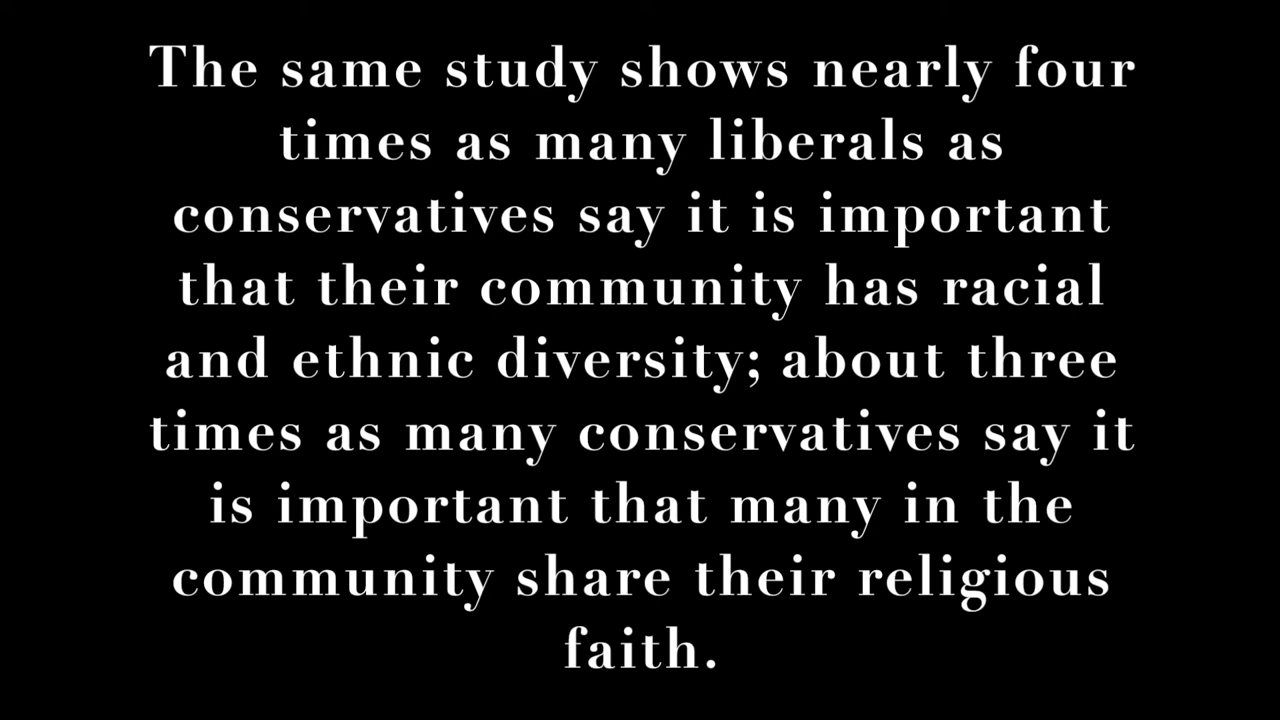 The same study shows nearly four
times as many liberals as
conservatives say it is important
that their community has racial
and ethnic diversity; about three
times as many conservatives say it
is important that many in the
community share their religious
faith.